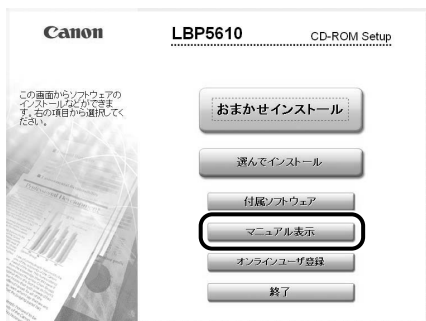 Canon
LBP5610
CD-ROM Setup
この画面からソフトウェアの
インストールなどができま
す。右の項目から選択してく
ださい。
おまかせインストール
選んでインストール
付属ソフトウェア
マニュアル表示
オンラインユーザ登録
終了